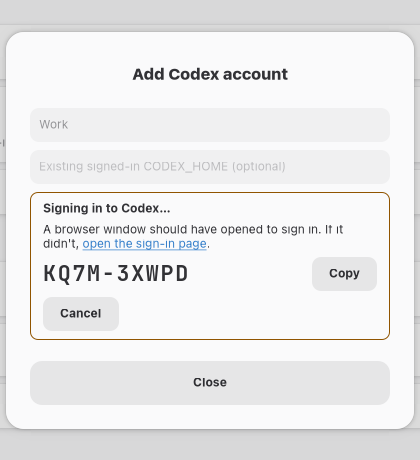 Add Codex account
Work
Existing signed-in CODEX_HOME (optional)
Signing in to Codex...
A browser window should have opened to sign in. If it
didn't, open the sign-in page.
KQ7M-3XWPD
Copy
Cancel
Close